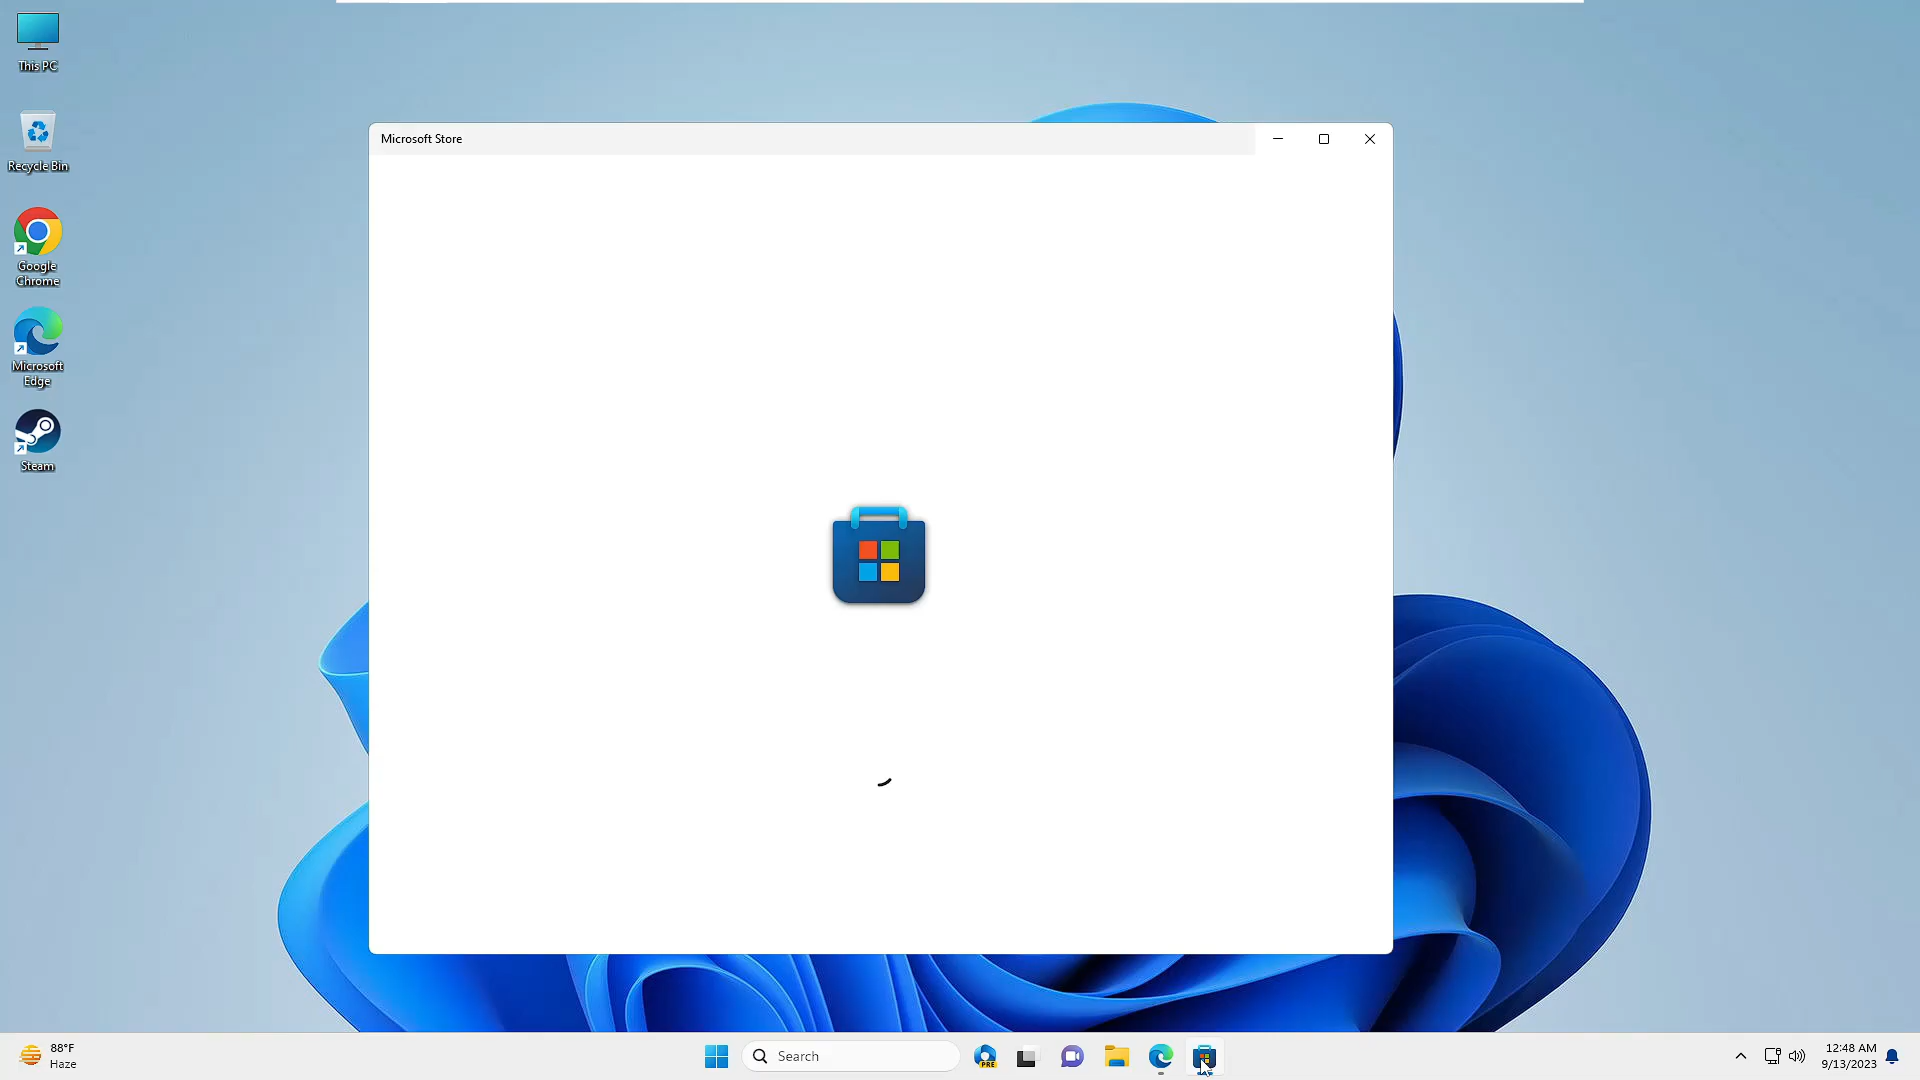 This PC
Recycle Bin
Google
Chrome
Microsoft
Edge
Steam
Microsoft Store
88°F
Haze
Search
PRE
12:48 AM
9/13/2023